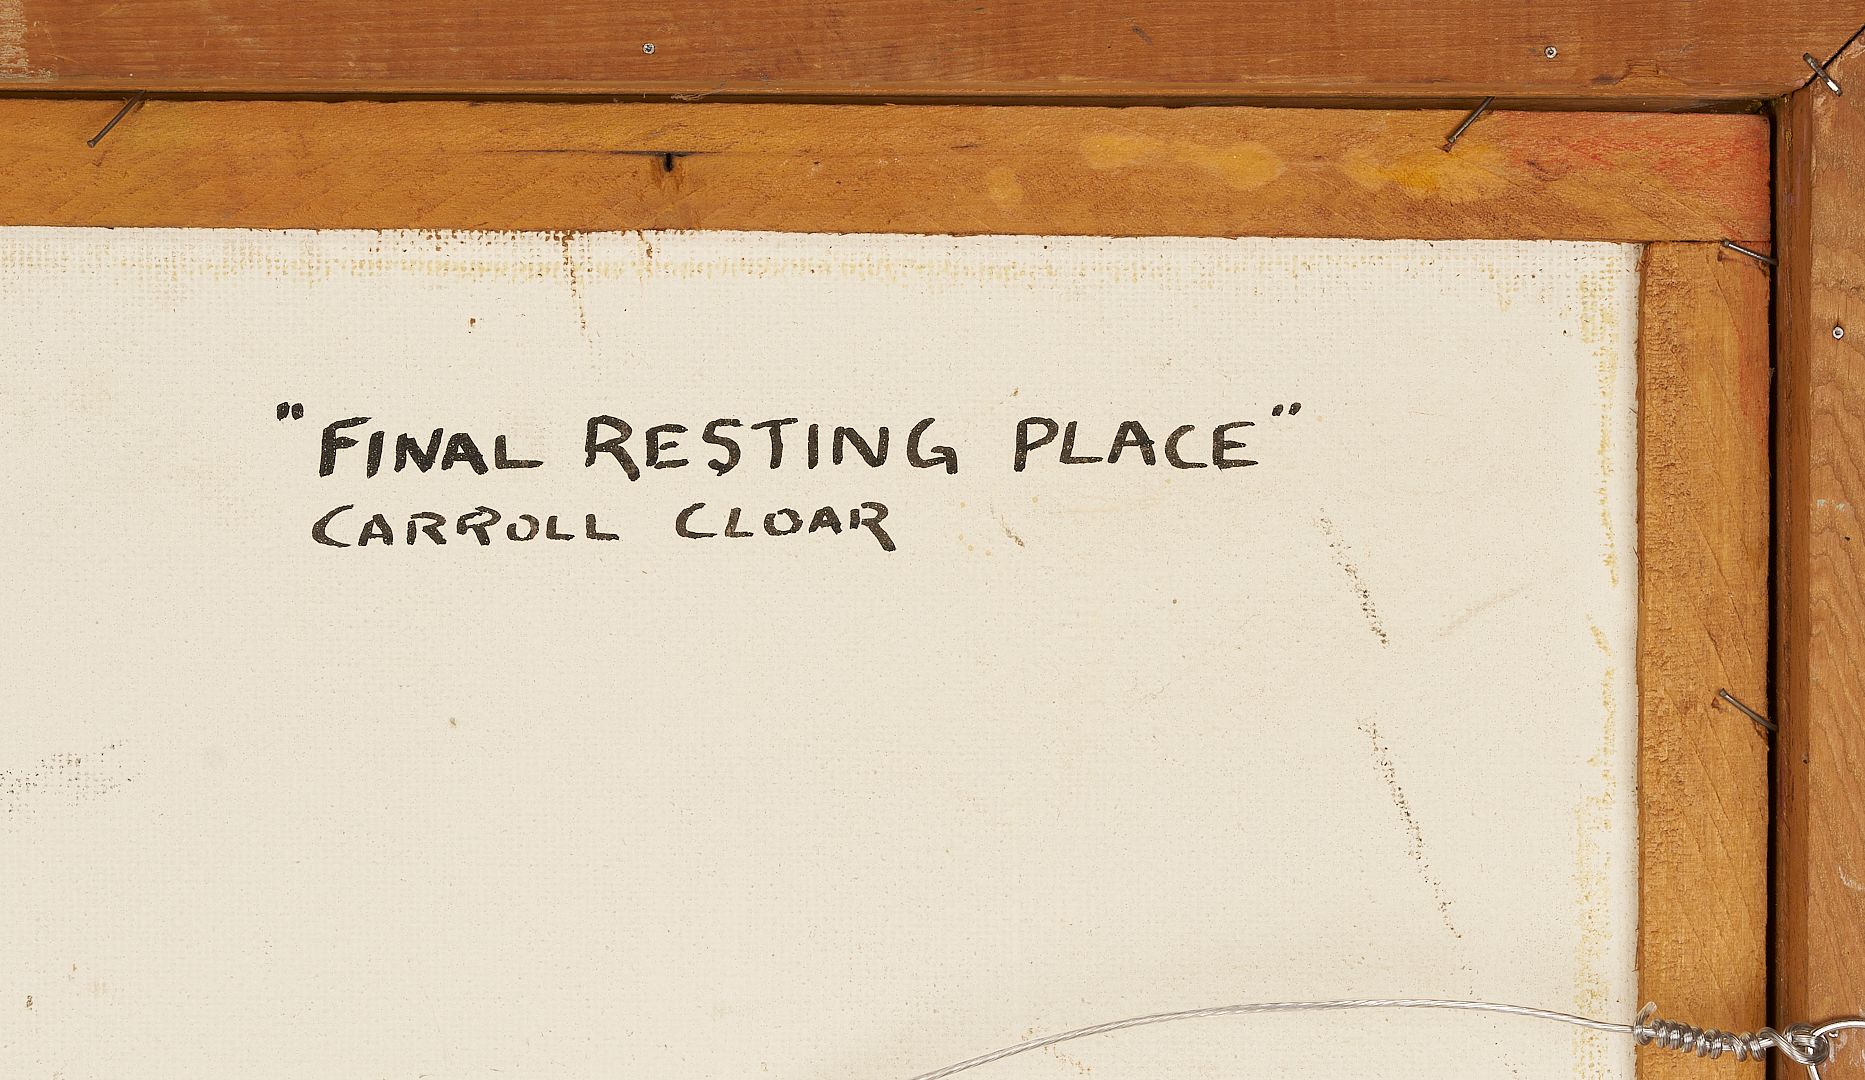 "FINAL RESTING PLACE"
CARROLL CLOAR